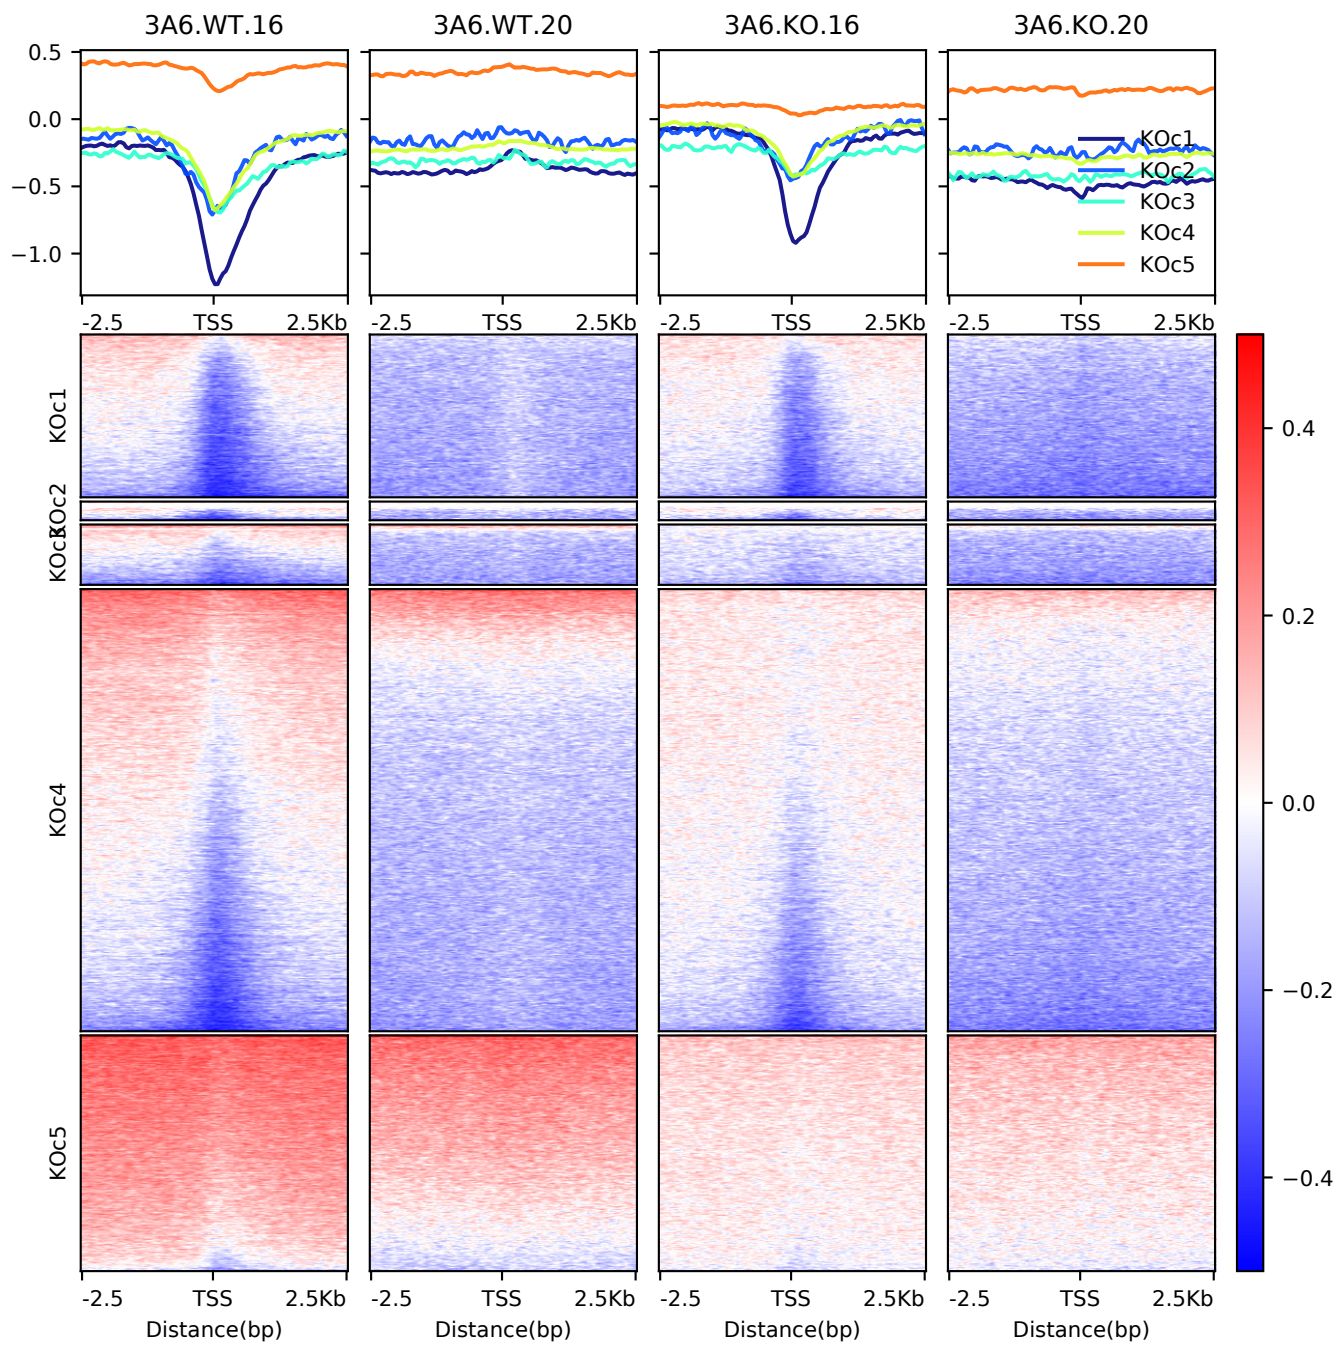 3A6.WT.16 3A6.WT.20 3A6.KO.16 3A6.KO.20
0.5
0.0
−0.5
−1.0
KOc1
KOc2
KOc3
KOc4
KOc5
-2.5 TSS 2.5Kb -2.5 TSS 2.5Kb -2.5 TSS 2.5Kb -2.5 TSS 2.5Kb
KOc1
KOc2
KOc3
KOc4
KOc5
0.4
0.2
0.0
−0.2
−0.4
-2.5 TSS 2.5Kb -2.5 TSS 2.5Kb -2.5 TSS 2.5Kb -2.5 TSS 2.5Kb
Distance(bp) Distance(bp) Distance(bp) Distance(bp)